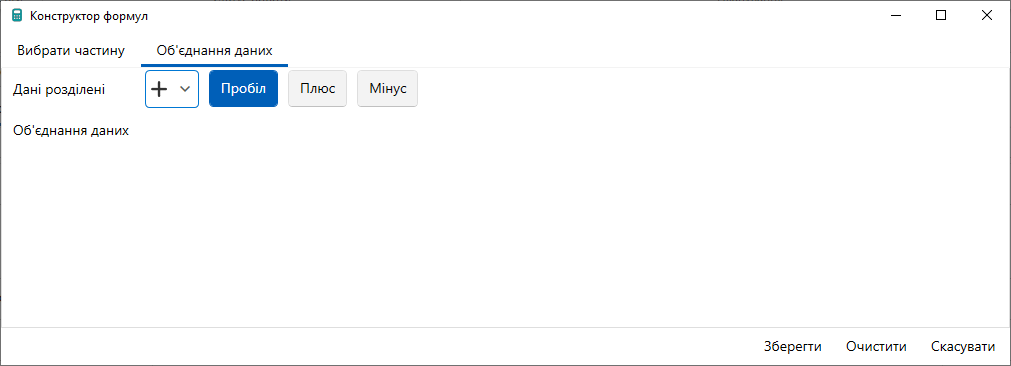 Конструктор формул
Вибрати частину Об'єднання даних
Дані розділені Пробіл Плюс Мінус
Об'єднання даних
Зберегти Очистити Скасувати